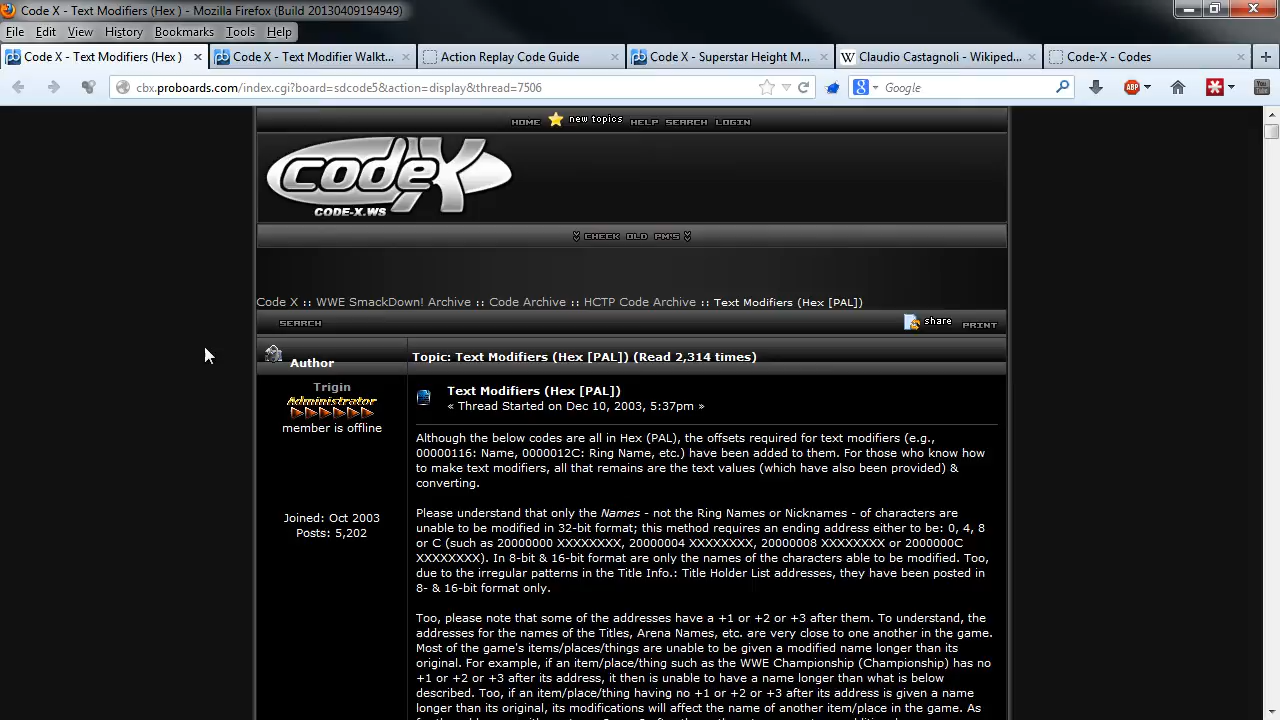 Code X - Text Modifiers (Hex ) - Mozilla Firefox (Build 20130409194949)
File Edit View History Bookmarks Tools Help
Code X - Text Modifiers (Hex ) Code X - Text Modifier Walkt... Action Replay Code Guide Code X - Superstar Height M... W Claudio Castagnoli - Wikiped... Code-X - Codes
cbx.proboards.com/index.cgi?board=sdcode5&action=display&thread=7506 Google ABP You Tube
HOME new topics HELP SEARCH LOGIN
codeX
CODE-X.WS
CHECK OLD PM'S
Code X :: WWE SmackDown! Archive :: Code Archive :: HCTP Code Archive :: Text Modifiers (Hex [PAL])
SEARCH share PRINT
Author Topic: Text Modifiers (Hex [PAL]) (Read 2,314 times)
Trigin
Administrator
member is offline
Joined: Oct 2003
Posts: 5,202
Text Modifiers (Hex [PAL])
« Thread Started on Dec 10, 2003, 5:37pm »
Although the below codes are all in Hex (PAL), the offsets required for text modifiers (e.g.,
00000116: Name, 0000012C: Ring Name, etc.) have been added to them. For those who know how
to make text modifiers, all that remains are the text values (which have also been provided) &
converting.
Please understand that only the Names - not the Ring Names or Nicknames - of characters are
unable to be modified in 32-bit format; this method requires an ending address either to be: 0, 4, 8
or C (such as 20000000 XXXXXXXX, 20000004 XXXXXXXX, 20000008 XXXXXXXX or 2000000C
XXXXXXXX). In 8-bit & 16-bit format are only the names of the characters able to be modified. Too,
due to the irregular patterns in the Title Info.: Title Holder List addresses, they have been posted in
8- & 16-bit format only.
Too, please note that some of the addresses have a +1 or +2 or +3 after them. To understand, the
addresses for the names of the Titles, Arena Names, etc. are very close to one another in the game.
Most of the game's items/places/things are unable to be given a modified name longer than its
original. For example, if an item/place/thing such as the WWE Championship (Championship) has no
+1 or +2 or +3 after its address, it then is unable to have a name longer than what is below
described. Too, if an item/place/thing having no +1 or +2 or +3 after its address is given a name
longer than its original, its modifications will affect the name of another item/place in the game. As